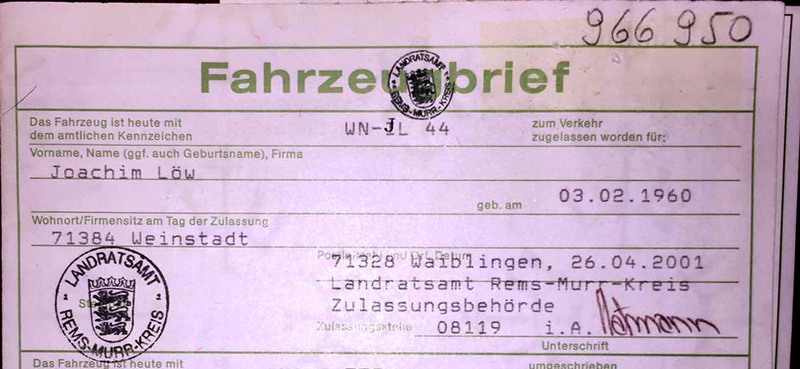 966 950
Fahrzeugbrief
LANDRATSAMT
REMS-MURR-KREIS
Das Fahrzeug ist heute mit
dem amtlichen Kennzeichen
WN-JL 44
zum Verkehr
zugelassen worden für:
Vorname, Name (ggf. auch Geburtsname), Firma
Joachim Löw
geb. am 03.02.1960
Wohnort/Firmensitz am Tag der Zulassung
71384 Weinstadt
LANDRATSAMT
REMS-MURR-KREIS
71328 Waiblingen, 26.04.2001
Landratsamt Rems-Murr-Kreis
Zulassungsbehörde
Zulassungsstelle 08119 i.A.
Unterschrift
Das Fahrzeug ist heute mit
umgeschrieben